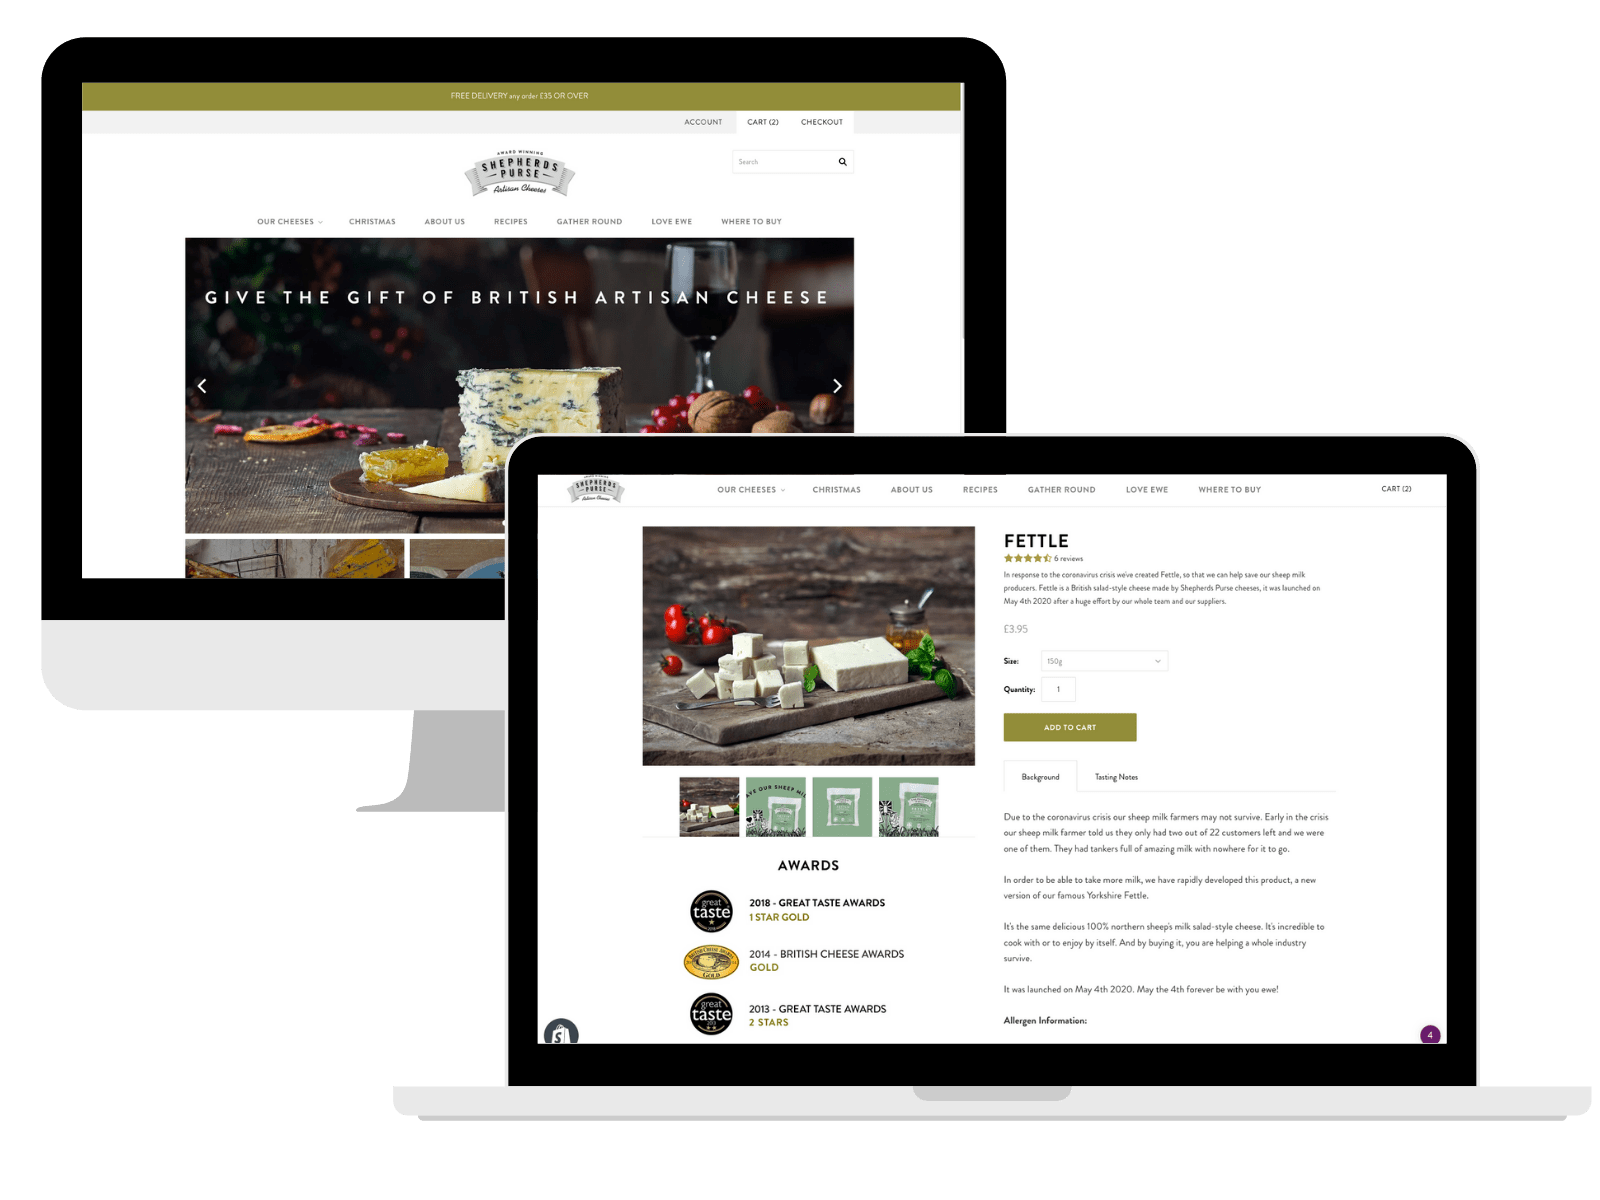 FREE DELIVERY any order £35 OR OVER
ACCOUNT CART (2) CHECKOUT
AWARD WINNING
SHEPHERDS
PURSE
Artisan Cheeses
Search
OUR CHEESES CHRISTMAS ABOUT US RECIPES GATHER ROUND LOVE EWE WHERE TO BUY
GIVE THE GIFT OF BRITISH ARTISAN CHEESE
SHEPHERDS
PURSE
Artisan Cheeses
OUR CHEESES CHRISTMAS ABOUT US RECIPES GATHER ROUND LOVE EWE WHERE TO BUY
CART (2)
FETTLE
6 reviews
In response to the coronavirus crisis we've created Fettle, so that we can help save our sheep milk
producers. Fettle is a British salad-style cheese made by Shepherds Purse cheeses, it was launched on
May 4th 2020 after a huge effort by our whole team and our suppliers.
£3.95
Size: 150g
Quantity: 1
ADD TO CART
Background Tasting Notes
Due to the coronavirus crisis our sheep milk farmers may not survive. Early in the crisis
our sheep milk farmer told us they only had two out of 22 customers left and we were
one of them. They had tankers full of amazing milk with nowhere for it to go.
In order to be able to take more milk, we have rapidly developed this product, a new
version of our famous Yorkshire Fettle.
It's the same delicious 100% northern sheep's milk salad-style cheese. It's incredible to
cook with or to enjoy by itself. And by buying it, you are helping a whole industry
survive.
It was launched on May 4th 2020. May the 4th forever be with you ewe!
Allergen Information:
OUR SHEEP
AWARDS
great
taste
2018 - GREAT TASTE AWARDS
1 STAR GOLD
GOLD
2014 - BRITISH CHEESE AWARDS
GOLD
great
taste
2013 - GREAT TASTE AWARDS
2 STARS
S
4